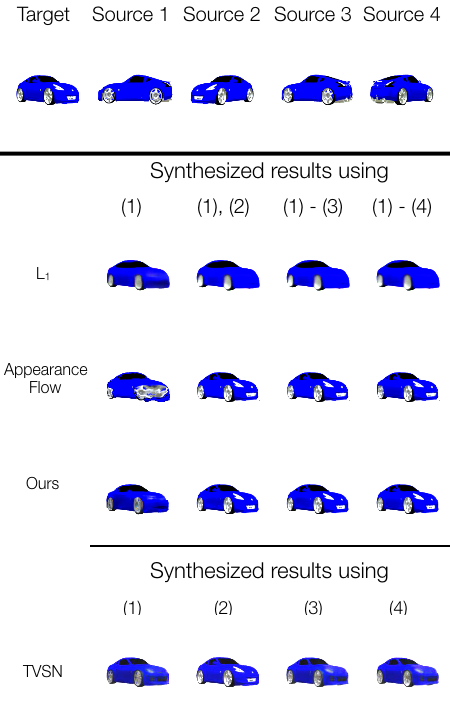 Target Source 1 Source 2 Source 3 Source 4
Synthesized results using
(1) (1), (2) (1) - (3) (1) - (4)
L₁
Appearance
Flow
Ours
Synthesized results using
(1) (2) (3) (4)
TVSN